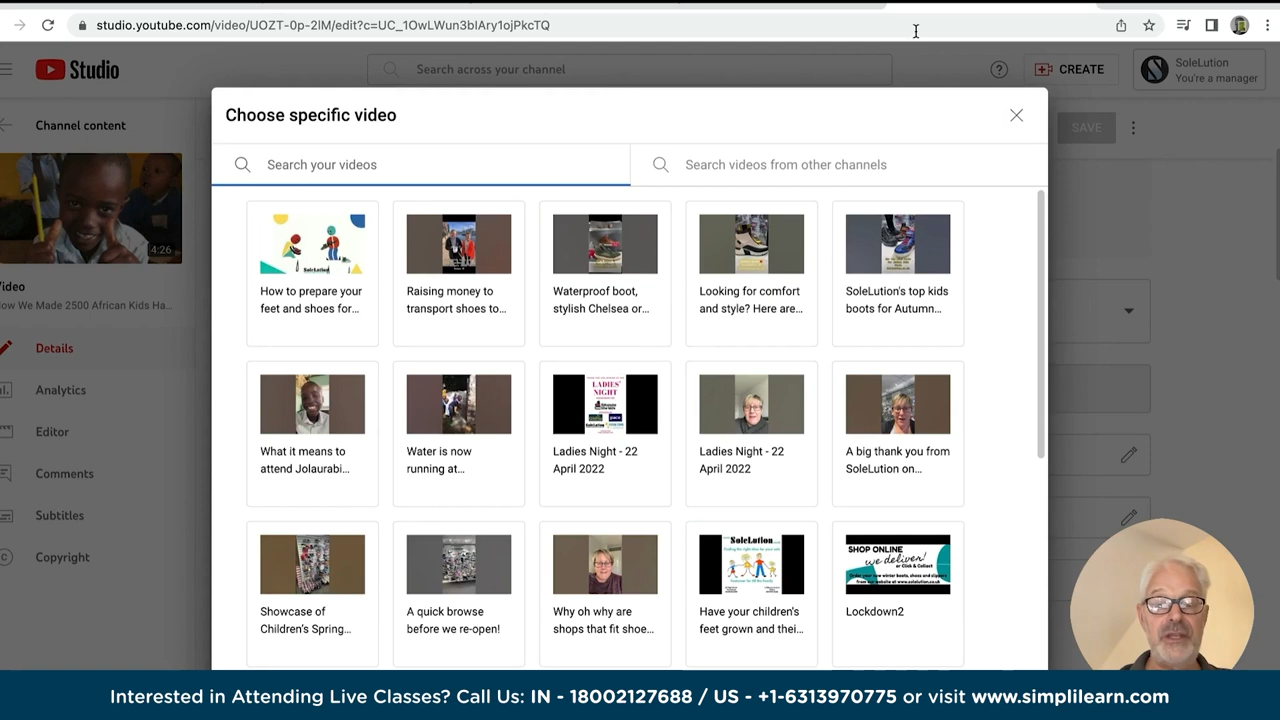 studio.youtube.com/video/UOZT-0p-2lM/edit?c=UC_1OwLWun3bIAry1ojPkcTQ
Studio
Search across your channel
CREATE
SoleLution
You're a manager
Channel content
SAVE
Choose specific video
Search your videos
Search videos from other channels
4:26
Video
How We Made 2500 African Kids Ha...
Details
Analytics
Editor
Comments
Subtitles
Copyright
SoleLution
How to prepare your
feet and shoes for...
Raising money to
transport shoes to...
Waterproof boot,
stylish Chelsea or...
Looking for comfort
and style? Here are...
SoleLution's top kids
boots for Autumn...
What it means to
attend Jolaurabi...
Water is now
running at...
LADIES'
NIGHT
Ladies Night - 22
April 2022
Ladies Night - 22
April 2022
A big thank you from
SoleLution on...
Showcase of
Children's Spring...
A quick browse
before we re-open!
Why oh why are
shops that fit shoe...
SoleLution
Have your children's
feet grown and thei...
SHOP ONLINE
we deliver!
or Click & Collect
Lockdown2
Interested in Attending Live Classes? Call Us: IN - 18002127688 / US - +1-6313970775 or visit www.simplilearn.com